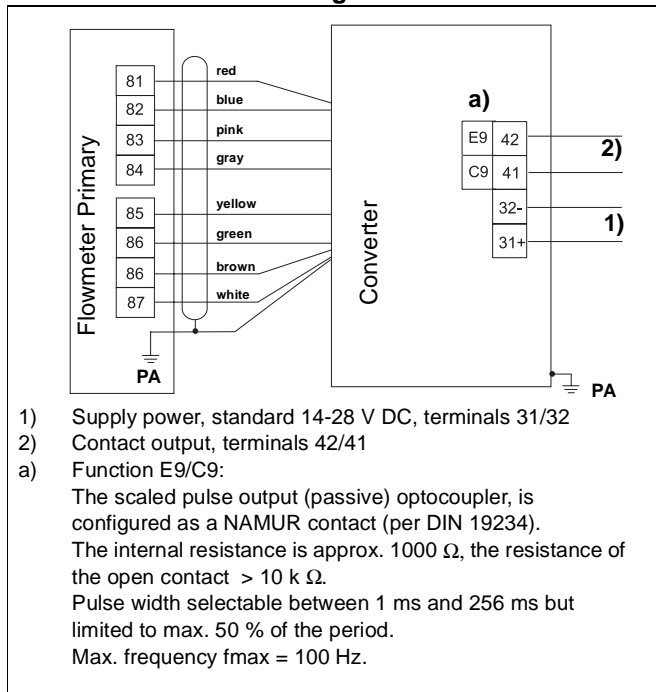 Flowmeter Primary
81
82
83
84
85
86
86
87
red
blue
pink
gray
yellow
green
brown
white
PA
Converter
a)
E9 42
C9 41
32-
31+
2)
1)
PA
1) Supply power, standard 14-28 V DC, terminals 31/32
2) Contact output, terminals 42/41
a) Function E9/C9:
The scaled pulse output (passive) optocoupler, is
configured as a NAMUR contact (per DIN 19234).
The internal resistance is approx. 1000 Ω, the resistance of
the open contact > 10 k Ω.
Pulse width selectable between 1 ms and 256 ms but
limited to max. 50 % of the period.
Max. frequency fmax = 100 Hz.